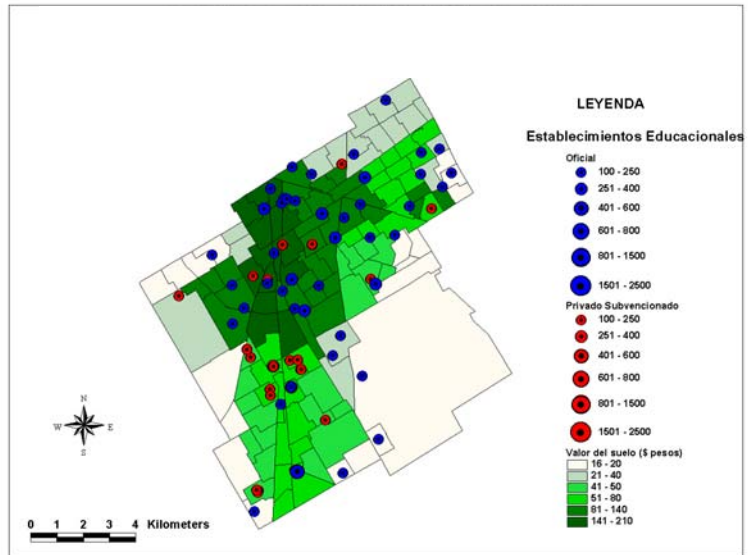 LEYENDA
Establecimientos Educacionales
Oficial
100 - 250
251 - 400
401 - 600
601 - 800
801 - 1500
1501 - 2500
Privado Subvencionado
100 - 250
251 - 400
401 - 600
601 - 800
801 - 1500
1501 - 2500
Valor del suelo ($ pesos)
16 - 20
21 - 40
41 - 50
51 - 80
81 - 140
141 - 210
N
W E
S
0 1 2 3 4 Kilometers